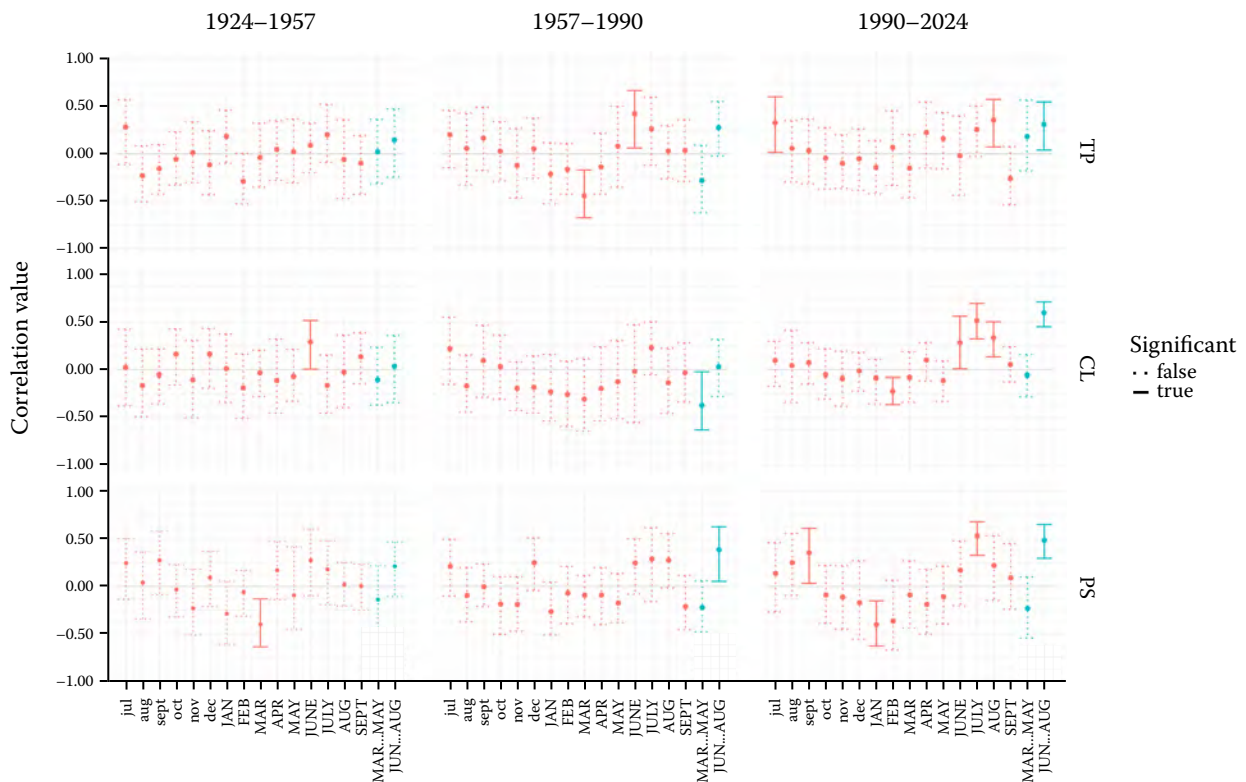 1924–1957 1957–1990 1990–2024
Correlation value
1.00
0.50
0.00
–0.50
–1.00
TP
1.00
0.50
0.00
–0.50
–1.00
CL
1.00
0.50
0.00
–0.50
–1.00
PS
Significant
false
true
jul aug sept oct nov dec JAN FEB MAR APR MAY JUNE JULY AUG SEPT MAR...MAY JUN...AUG
jul aug sept oct nov dec JAN FEB MAR APR MAY JUNE JULY AUG SEPT MAR...MAY JUN...AUG
jul aug sept oct nov dec JAN FEB MAR APR MAY JUNE JULY AUG SEPT MAR...MAY JUN...AUG